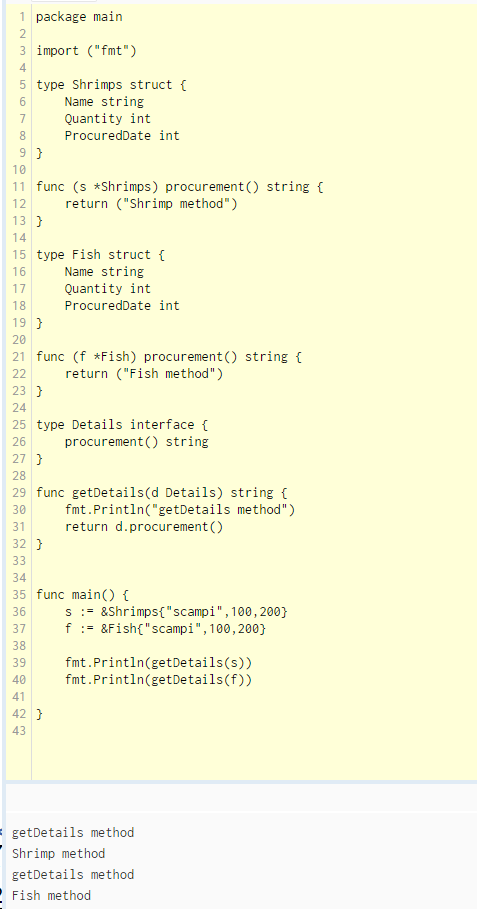 1 package main
2
3 import ("fmt")
4
5 type Shrimps struct {
6     Name string
7     Quantity int
8     ProcuredDate int
9 }
10
11 func (s *Shrimps) procurement() string {
12     return ("Shrimp method")
13 }
14
15 type Fish struct {
16     Name string
17     Quantity int
18     ProcuredDate int
19 }
20
21 func (f *Fish) procurement() string {
22     return ("Fish method")
23 }
24
25 type Details interface {
26     procurement() string
27 }
28
29 func getDetails(d Details) string {
30     fmt.Println("getDetails method")
31     return d.procurement()
32 }
33
34
35 func main() {
36     s := &Shrimps{"scampi",100,200}
37     f := &Fish{"scampi",100,200}
38
39     fmt.Println(getDetails(s))
40     fmt.Println(getDetails(f))
41
42 }
43
getDetails method
Shrimp method
getDetails method
Fish method